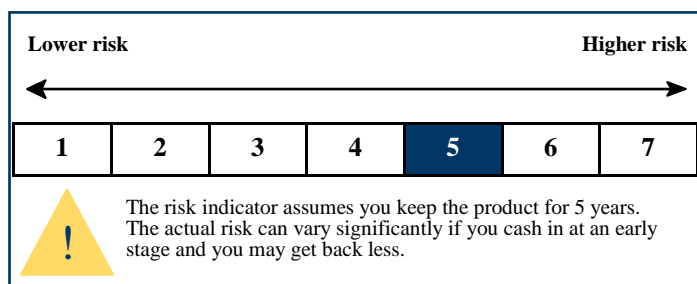 Lower risk Higher risk
1 2 3 4 5 6 7
The risk indicator assumes you keep the product for 5 years.
The actual risk can vary significantly if you cash in at an early
stage and you may get back less.
!